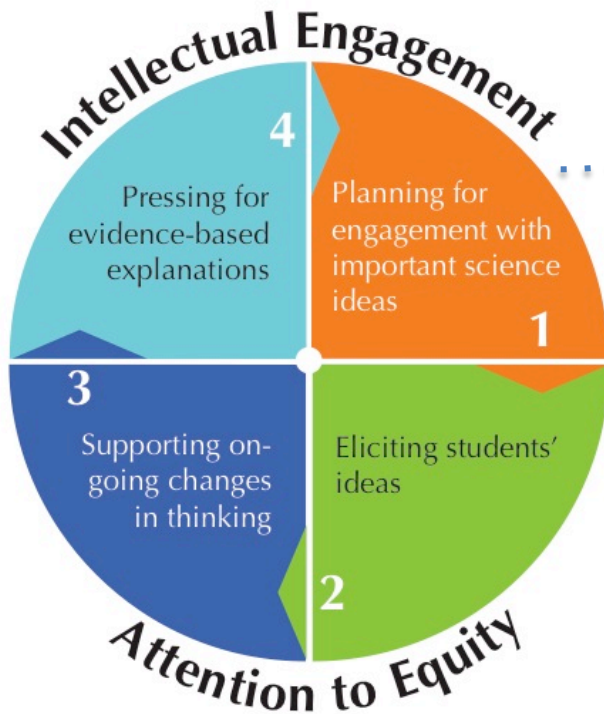 Intellectual Engagement
4
Pressing for
evidence-based
explanations
Planning for
engagement with
important science
ideas
1
3
Supporting on-
going changes
in thinking
Eliciting students'
ideas
2
Attention to Equity